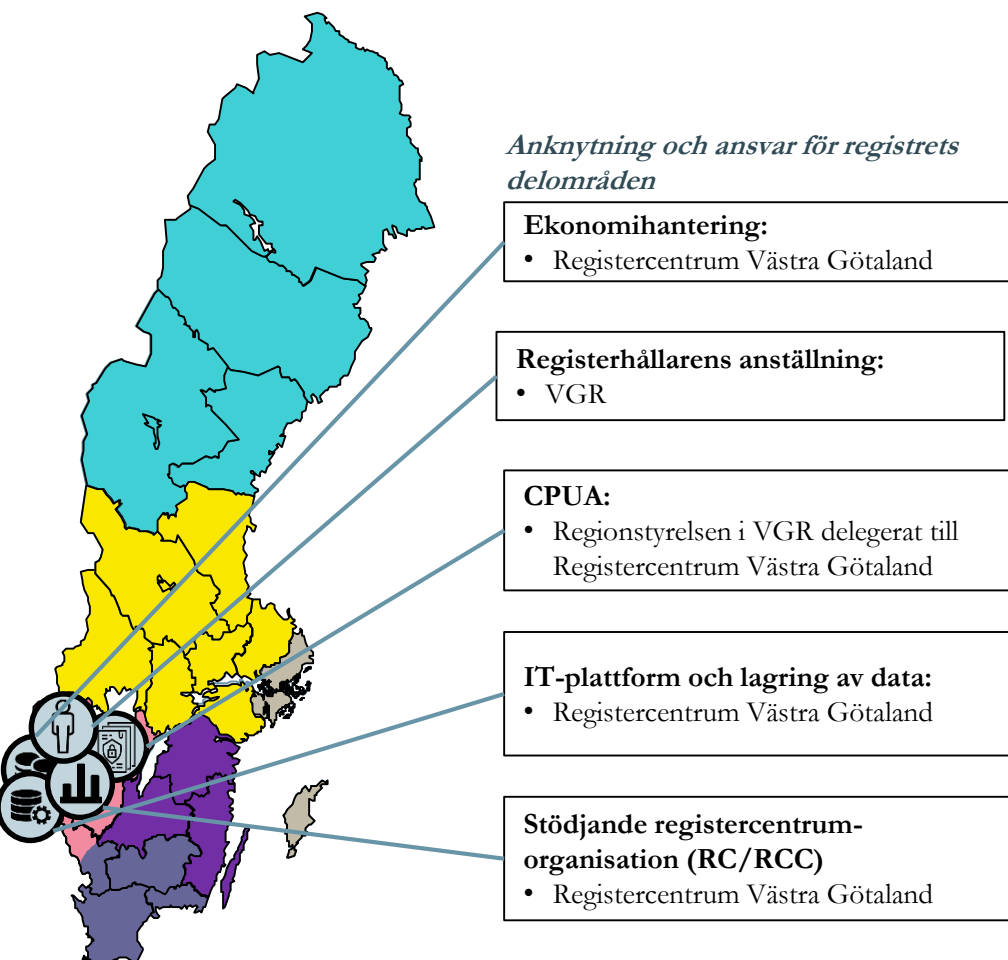 Anknytning och ansvar för registrets
delområden
Ekonomihantering:
• Registercentrum Västra Götaland
Registerhållarens anställning:
• VGR
CPUA:
• Regionstyrelsen i VGR delegerat till
Registercentrum Västra Götaland
IT-plattform och lagring av data:
• Registercentrum Västra Götaland
Stödjande registercentrum-
organisation (RC/RCC)
• Registercentrum Västra Götaland